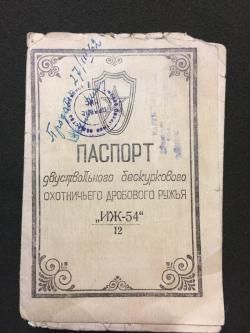 ПАСПОРТ
двуствольного бескуркового
охотничьего дробового ружья
„ИЖ-54“
12